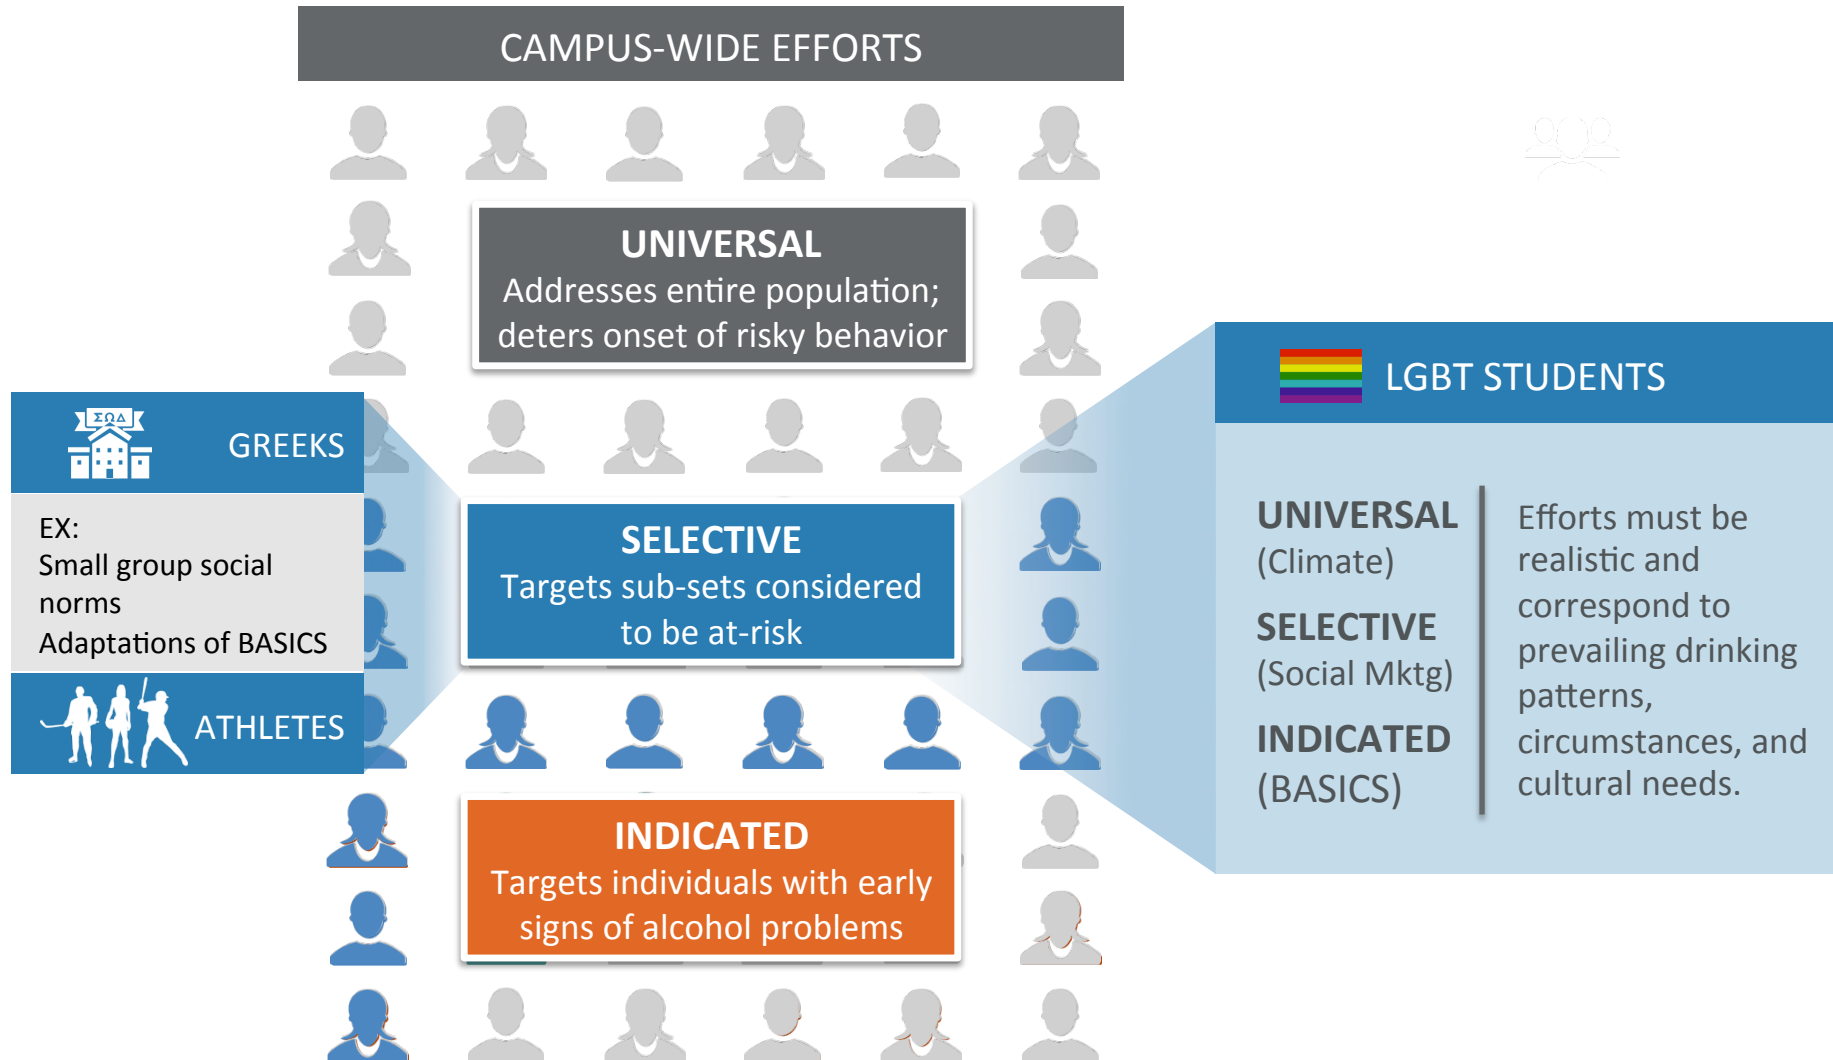 CAMPUS-WIDE EFFORTS
UNIVERSAL
Addresses entire population;
deters onset of risky behavior
ΣΩΔ
GREEKS
EX:
Small group social
norms
Adaptations of BASICS
ATHLETES
SELECTIVE
Targets sub-sets considered
to be at-risk
INDICATED
Targets individuals with early
signs of alcohol problems
LGBT STUDENTS
UNIVERSAL
(Climate)
SELECTIVE
(Social Mktg)
INDICATED
(BASICS)
Efforts must be
realistic and
correspond to
prevailing drinking
patterns,
circumstances, and
cultural needs.